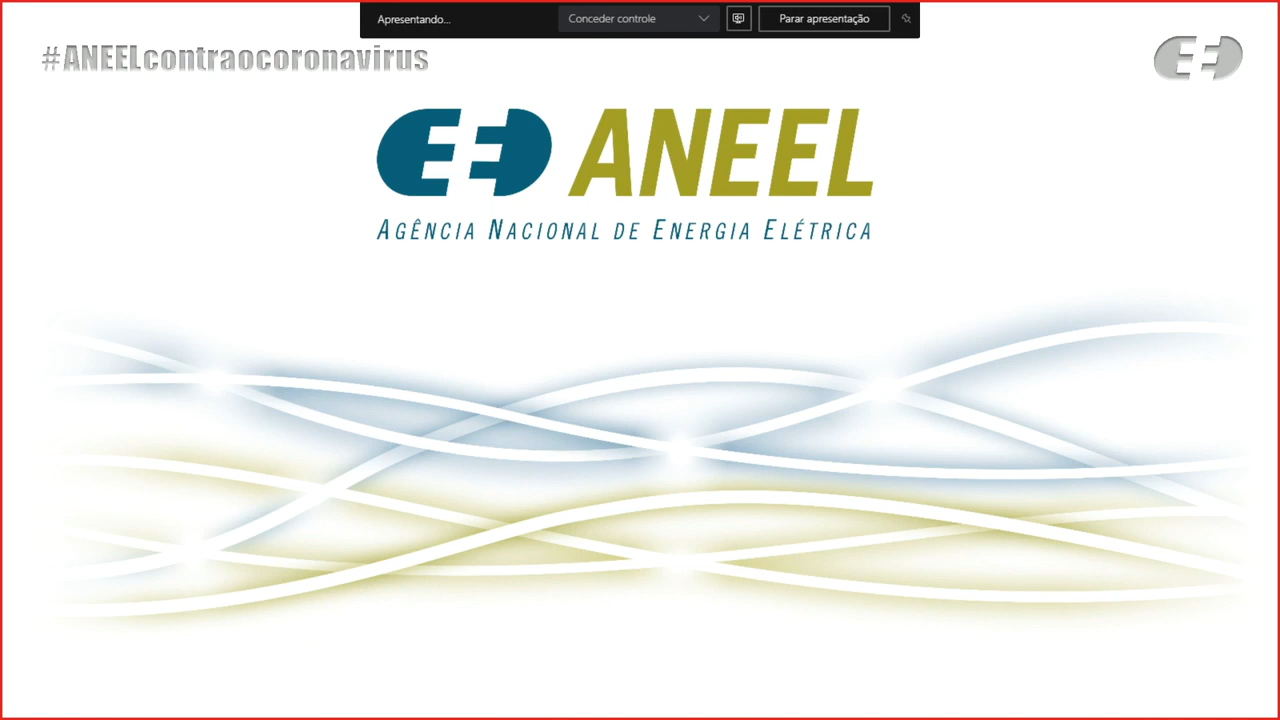 Apresentando...
Conceder controle
Parar apresentação
#ANEELcontraocoronavirus
ANEEL
AGÊNCIA NACIONAL DE ENERGIA ELÉTRICA